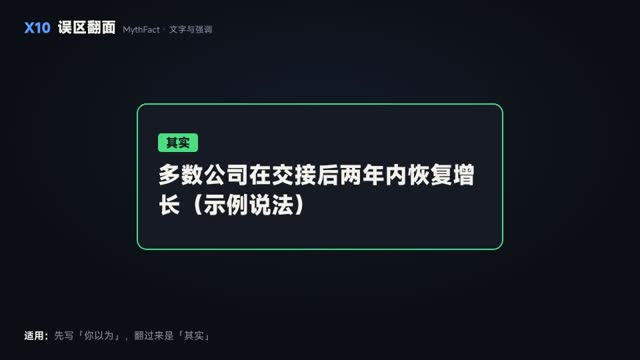 X10 误区翻面 MythFact · 文字与强调
其实
多数公司在交接后两年内恢复增
长（示例说法）
适用：先写「你以为」，翻过来是「其实」